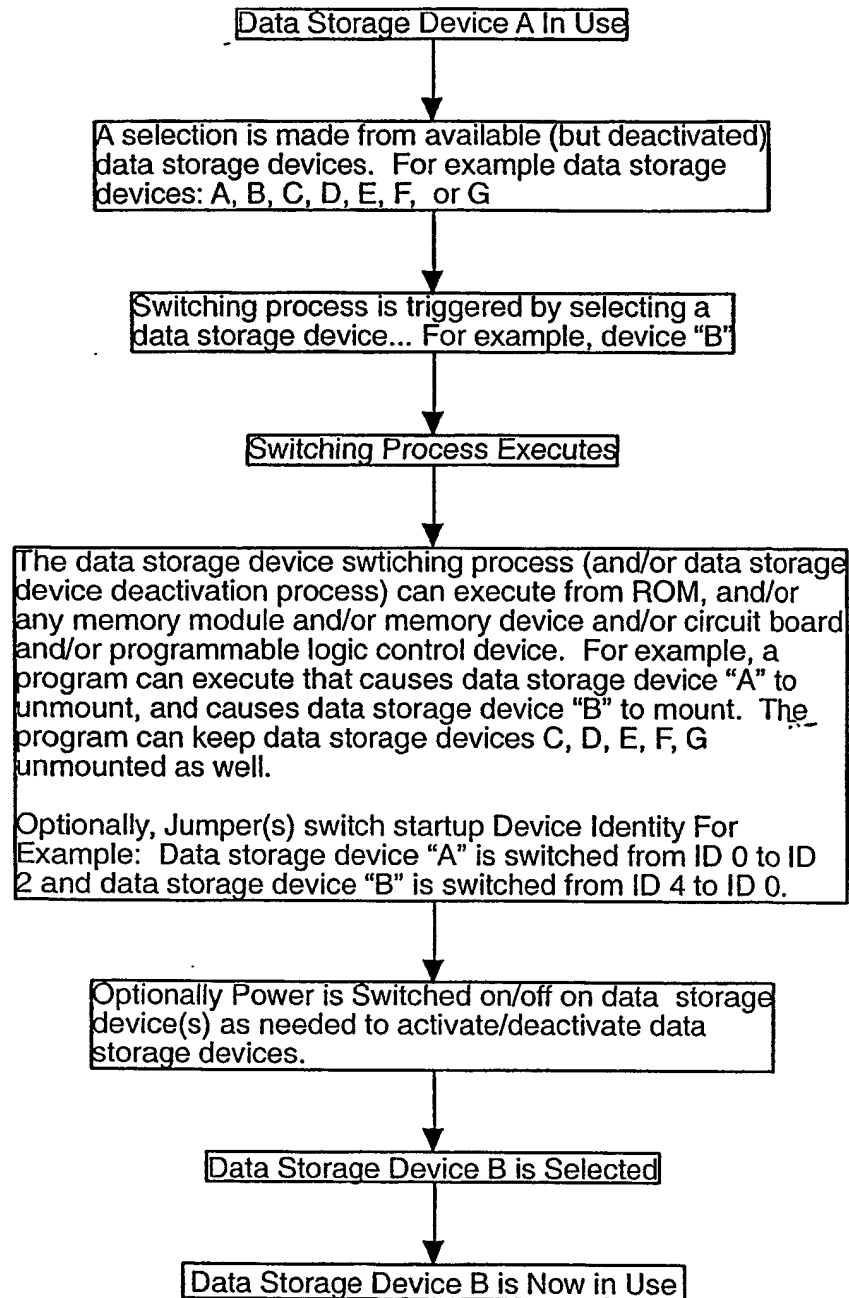 Data Storage Device A In Use
A selection is made from available (but deactivated)
data storage devices. For example data storage
devices: A, B, C, D, E, F, or G
Switching process is triggered by selecting a
data storage device... For example, device “B”
Switching Process Executes
The data storage device swtiching process (and/or data storage
device deactivation process) can execute from ROM, and/or
any memory module and/or memory device and/or circuit board
and/or programmable logic control device. For example, a
program can execute that causes data storage device “A” to
unmount, and causes data storage device “B” to mount. The
program can keep data storage devices C, D, E, F, G
unmounted as well.
Optionally, Jumper(s) switch startup Device Identity For
Example: Data storage device “A” is switched from ID 0 to ID
2 and data storage device “B” is switched from ID 4 to ID 0.
Optionally Power is Switched on/off on data storage
device(s) as needed to activate/deactivate data
storage devices.
Data Storage Device B is Selected
Data Storage Device B is Now in Use